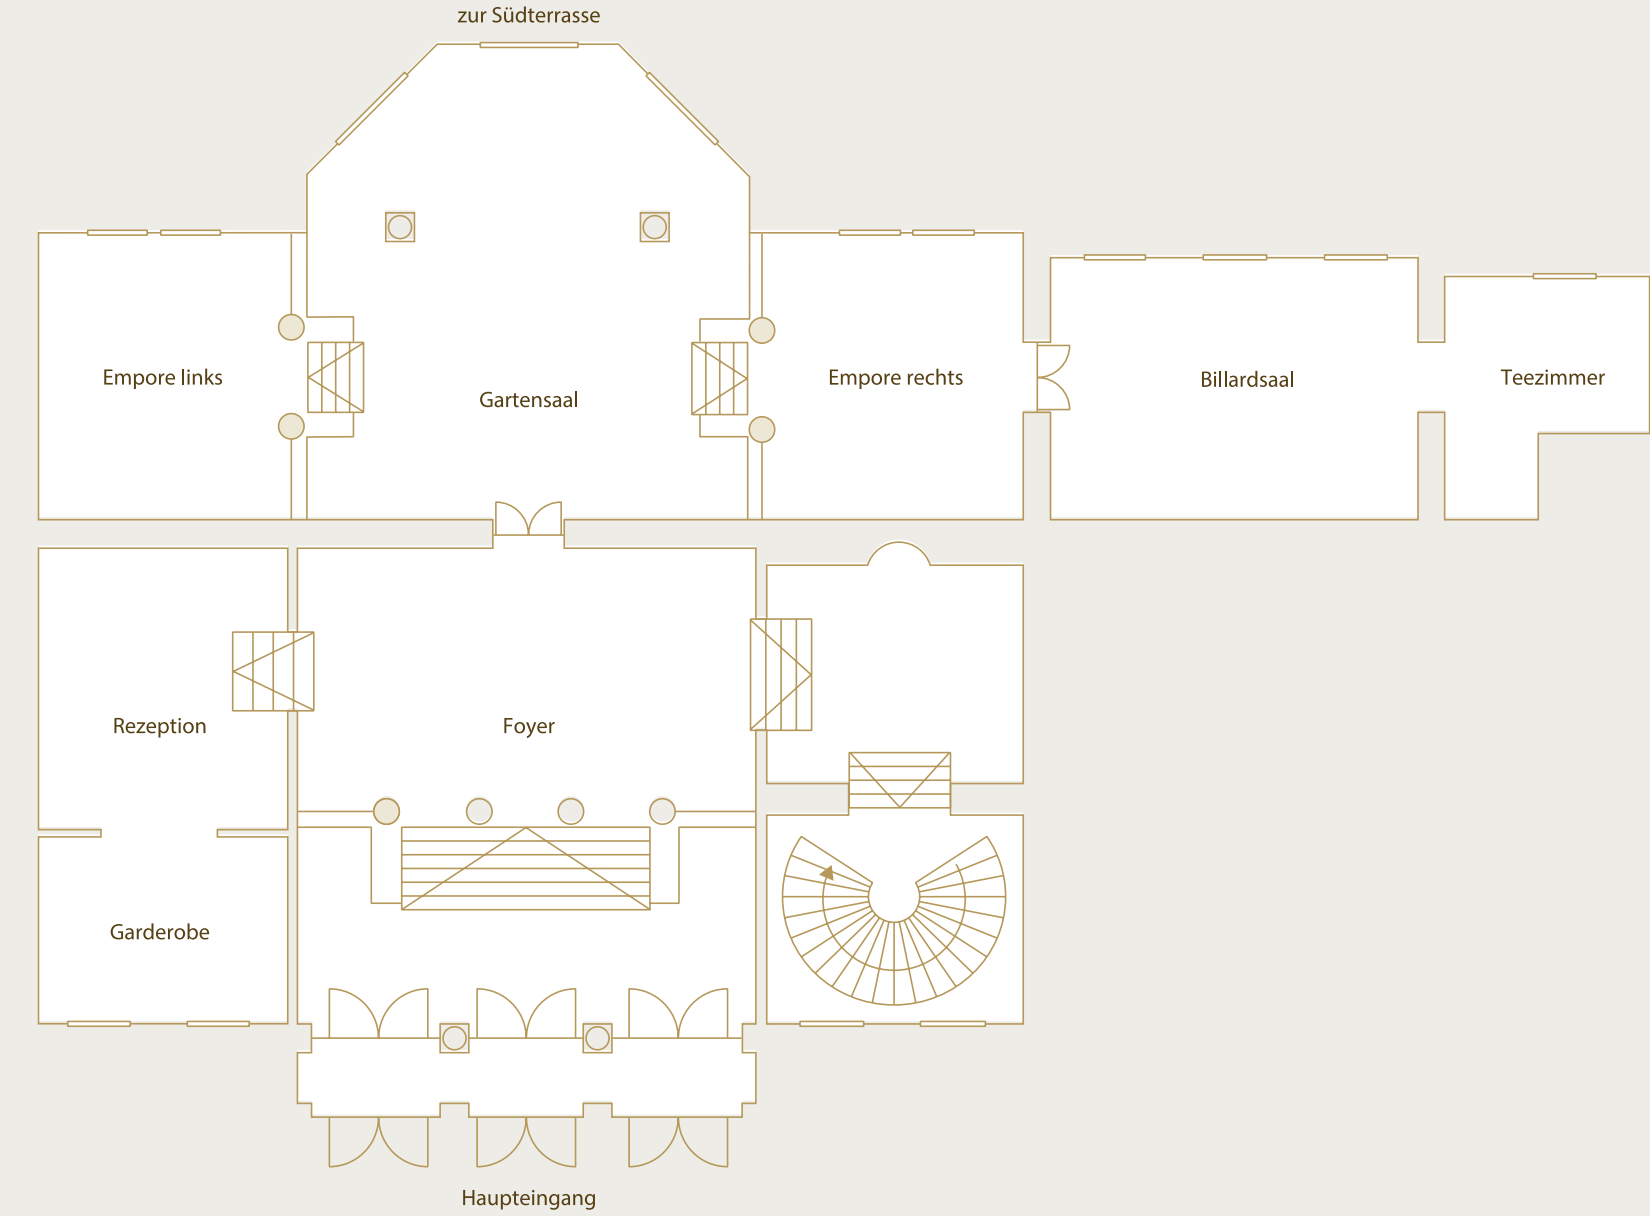 zur Südterrasse
Empore links
Gartensaal
Empore rechts
Billardsaal
Teezimmer
Rezeption
Foyer
Garderobe
Haupteingang